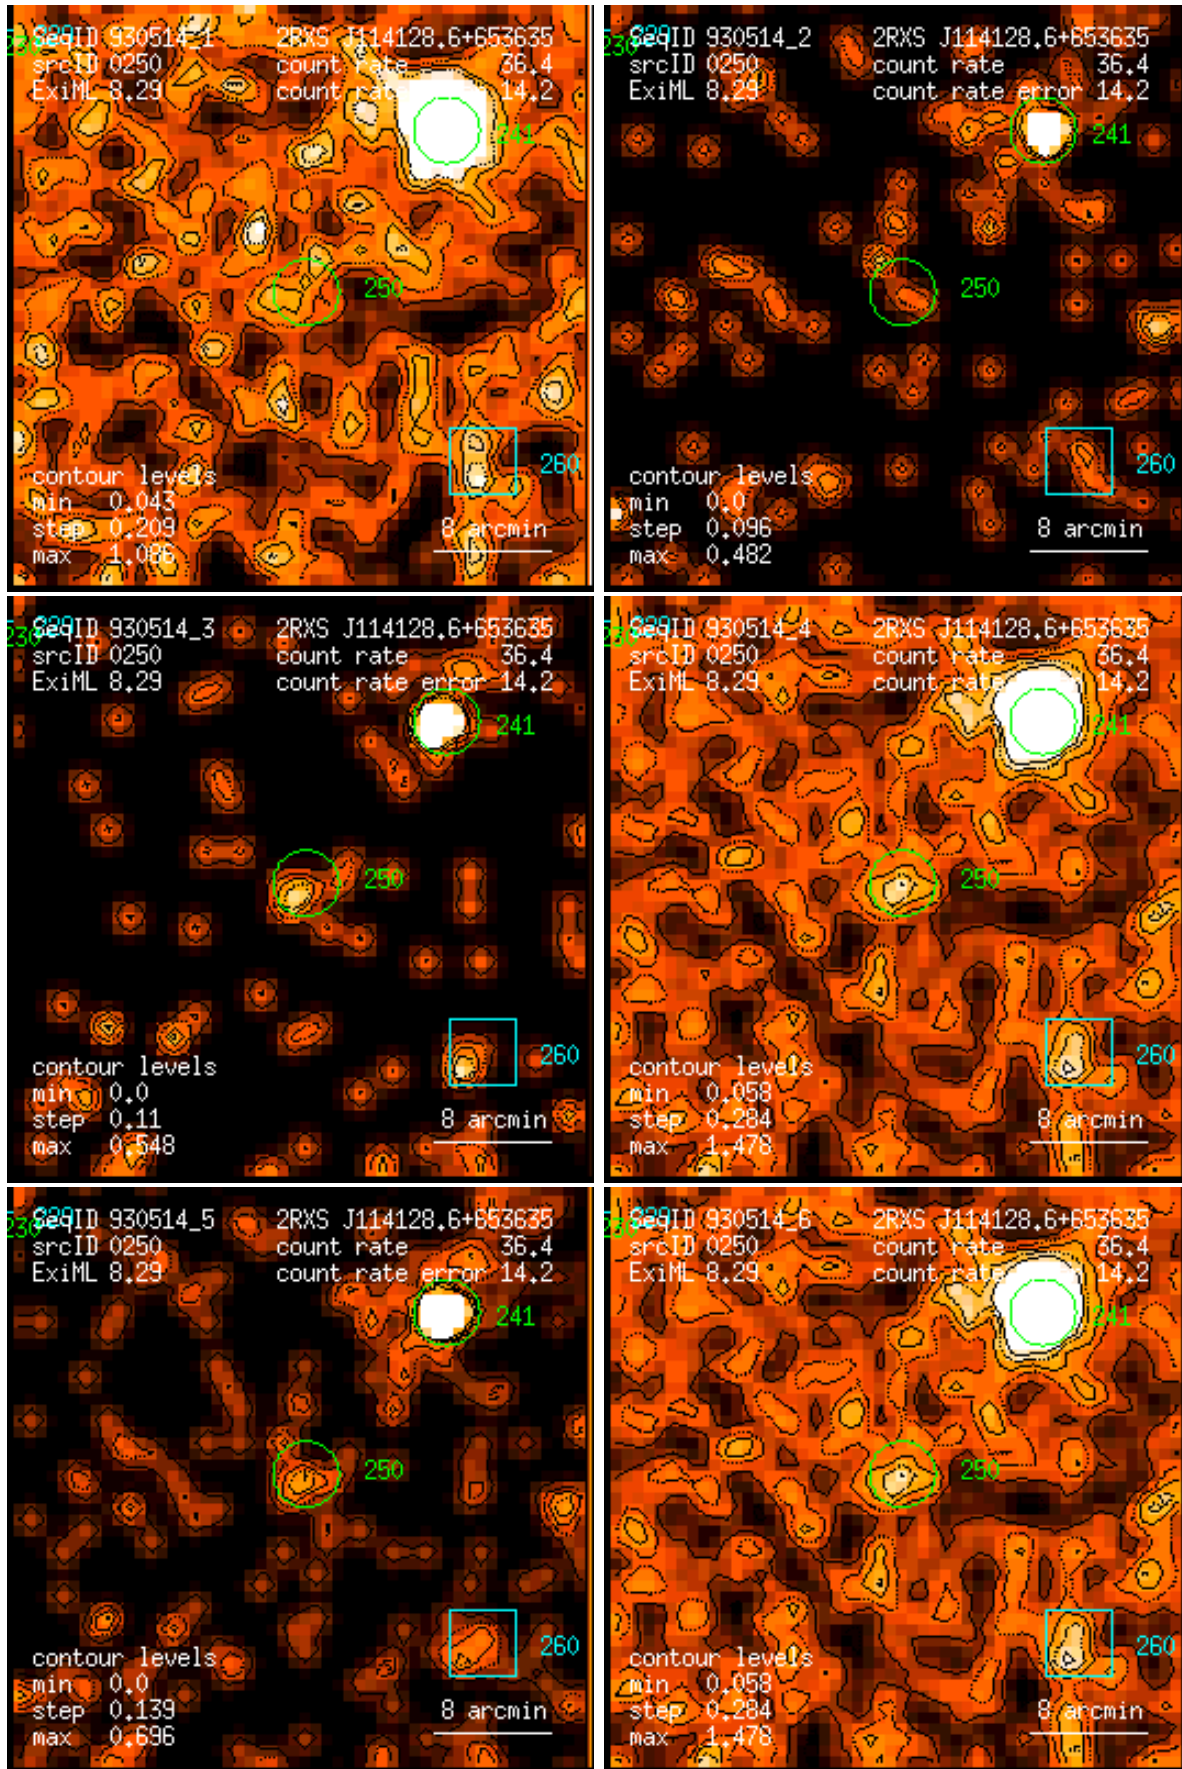 SeqID 930514_1 2RXS J114128.6+653635
srcID 0250 count rate 36.4
ExiML 8.29 count rate error 14.2
241
250
260
contour levels
min 0.043
step 0.209 8 arcmin
max 1.086
SeqID 930514_2 2RXS J114128.6+653635
srcID 0250 count rate 36.4
ExiML 8.29 count rate error 14.2
241
250
260
contour levels
min 0.0
step 0.096 8 arcmin
max 0.482
SeqID 930514_3 2RXS J114128.6+653635
srcID 0250 count rate 36.4
ExiML 8.29 count rate error 14.2
241
250
260
contour levels
min 0.0
step 0.11 8 arcmin
max 0.548
SeqID 930514_4 2RXS J114128.6+653635
srcID 0250 count rate 36.4
ExiML 8.29 count rate error 14.2
241
250
260
contour levels
min 0.058
step 0.284 8 arcmin
max 1.478
SeqID 930514_5 2RXS J114128.6+653635
srcID 0250 count rate 36.4
ExiML 8.29 count rate error 14.2
241
250
260
contour levels
min 0.0
step 0.139 8 arcmin
max 0.696
SeqID 930514_6 2RXS J114128.6+653635
srcID 0250 count rate 36.4
ExiML 8.29 count rate error 14.2
241
250
260
contour levels
min 0.058
step 0.284 8 arcmin
max 1.478